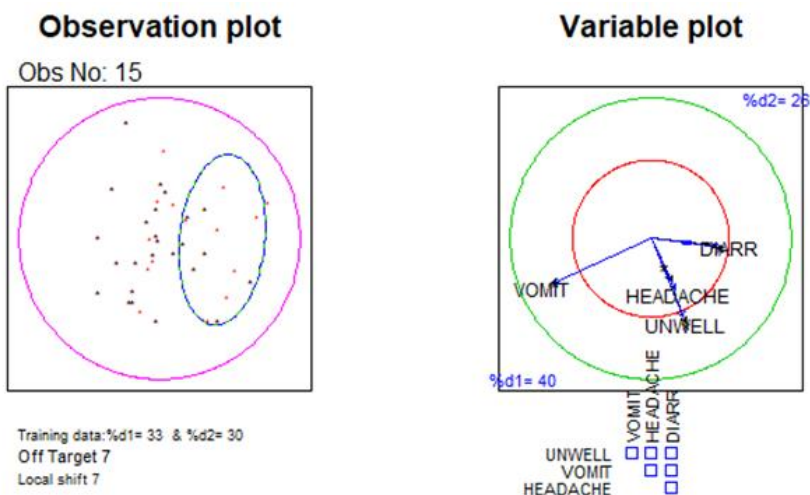 Observation plot
Variable plot
Obs No: 15
%d2= 26
DIARR
VOMIT
HEADACHE
UNWELL
%d1= 40
VOMIT
HEADACHE
DIARR
Training data:%d1= 33 & %d2= 30
Off Target 7
Local shift 7
UNWELL
VOMIT
HEADACHE